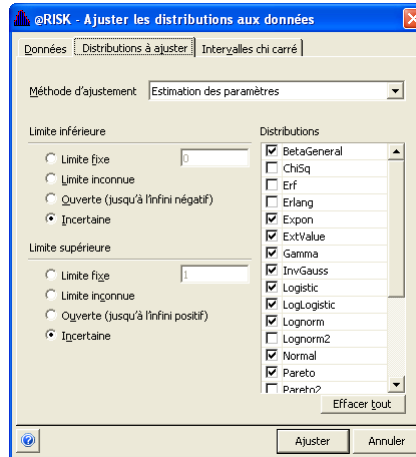 @RISK - Ajuster les distributions aux données
Données
Distributions à ajuster
Intervalles chi carré
Méthode d'ajustement
Estimation des paramètres
Limite inférieure
Limite fixe
0
Limite inconnue
Ouverte (jusqu'à l'infini négatif)
Incertaine
Limite supérieure
Limite fixe
1
Limite inconnue
Ouverte (jusqu'à l'infini positif)
Incertaine
Distributions
BetaGeneral
ChiSq
Erf
Erlang
Expon
ExtValue
Gamma
InvGauss
Logistic
LogLogistic
Lognorm
Lognorm2
Normal
Pareto
Pareto2
Effacer tout
Ajuster
Annuler